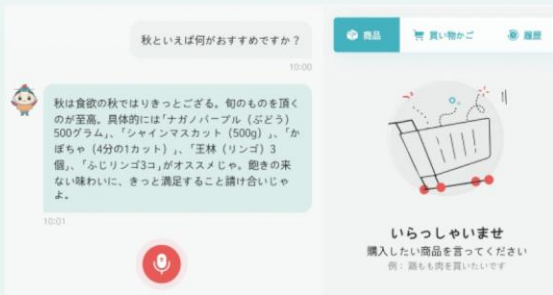 秋といえば何がおすすめですか？
10:00
秋は食欲の秋ではりきっとござる。旬のものを頂く
のが至高。具体的には「ナガノパープル（ぶどう）
500グラム」、「シャインマスカット（500g）」、「か
ぼちゃ（4分の1カット）」、「王林（リンゴ）3
個」、「ふじリンゴ3コ」がオススメじゃ。飽きの来
ない味わいに、きっと満足すること請け合いじゃ
よ。
10:01
商品
買い物かご
履歴
いらっしゃいませ
購入したい商品を言ってください
例： 鶏もも肉を買いたいです